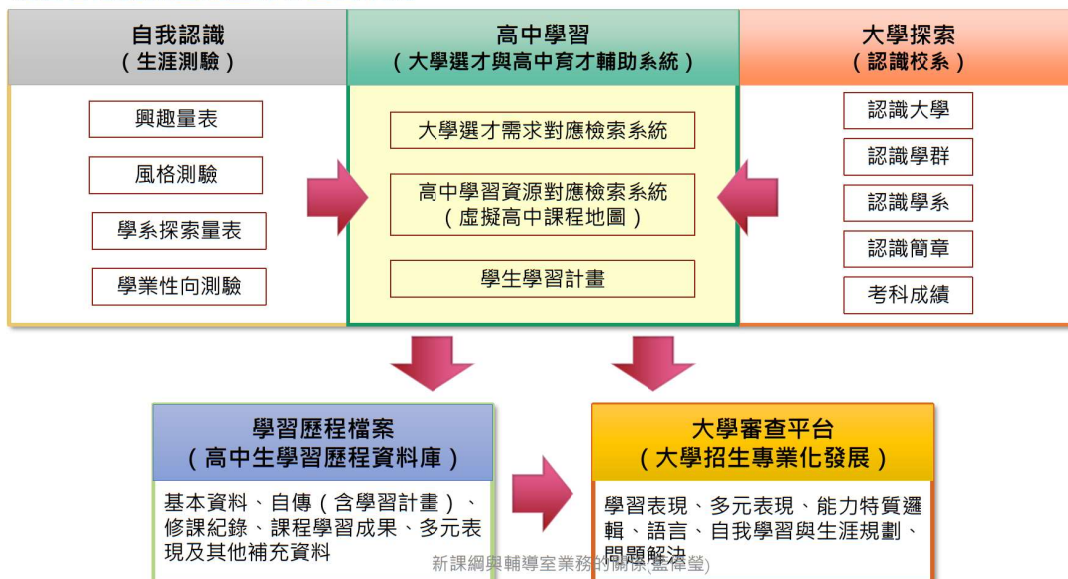 自我認識
（生涯測驗）
興趣量表
風格測驗
學系探索量表
學業性向測驗
高中學習
（大學選才與高中育才輔助系統）
大學選才需求對應檢索系統
高中學習資源對應檢索系統
（虛擬高中課程地圖）
學生學習計畫
大學探索
（認識校系）
認識大學
認識學群
認識學系
認識簡章
考科成績
學習歷程檔案
（高中生學習歷程資料庫）
基本資料、自傳（含學習計畫）、
修課紀錄、課程學習成果、多元表
現及其他補充資料
大學審查平台
（大學招生專業化發展）
學習表現、多元表現、能力特質邏
輯、語言、自我學習與生涯規劃、
問題解決
新課綱與輔導室業務的關係(藍偉瑩)